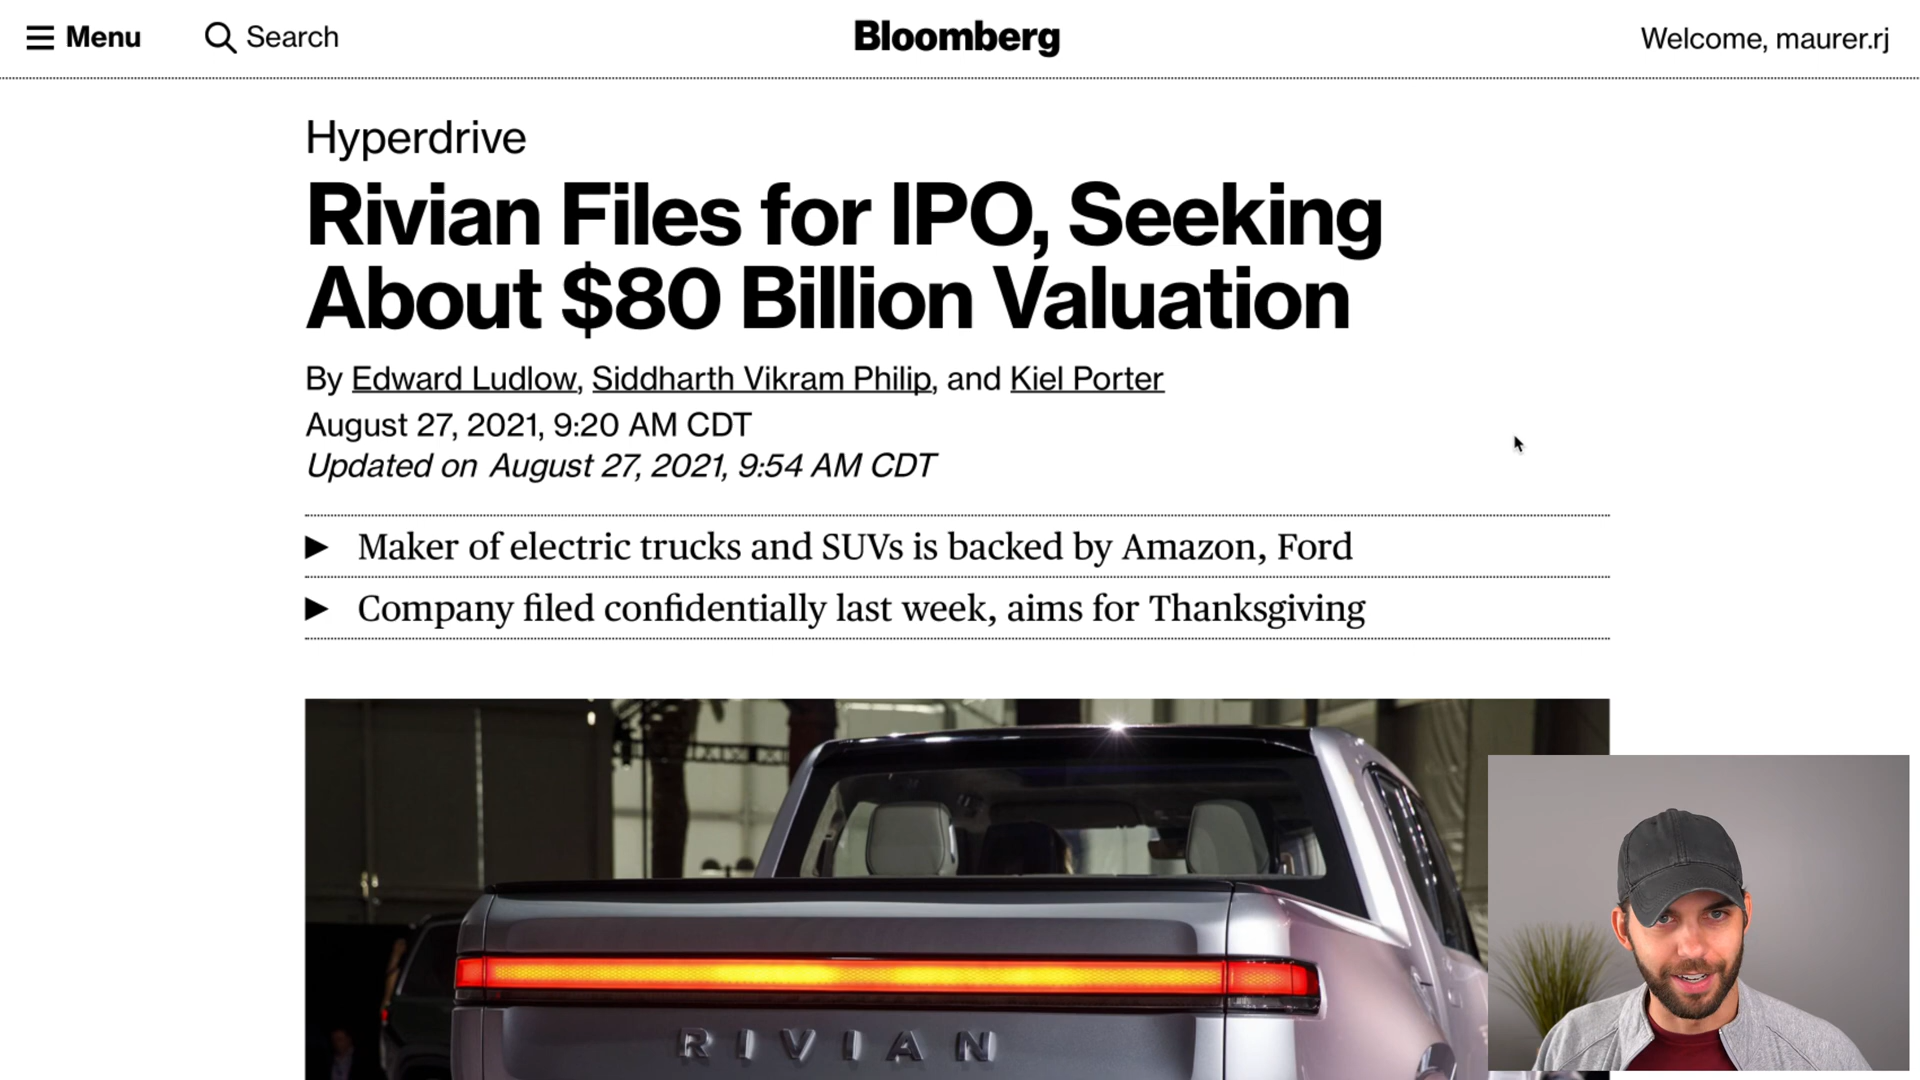 Menu
Search
Bloomberg
Welcome, maurer.rj
Hyperdrive
Rivian Files for IPO, Seeking
About $80 Billion Valuation
By Edward Ludlow, Siddharth Vikram Philip, and Kiel Porter
August 27, 2021, 9:20 AM CDT
Updated on August 27, 2021, 9:54 AM CDT
Maker of electric trucks and SUVs is backed by Amazon, Ford
Company filed confidentially last week, aims for Thanksgiving
RIVIAN